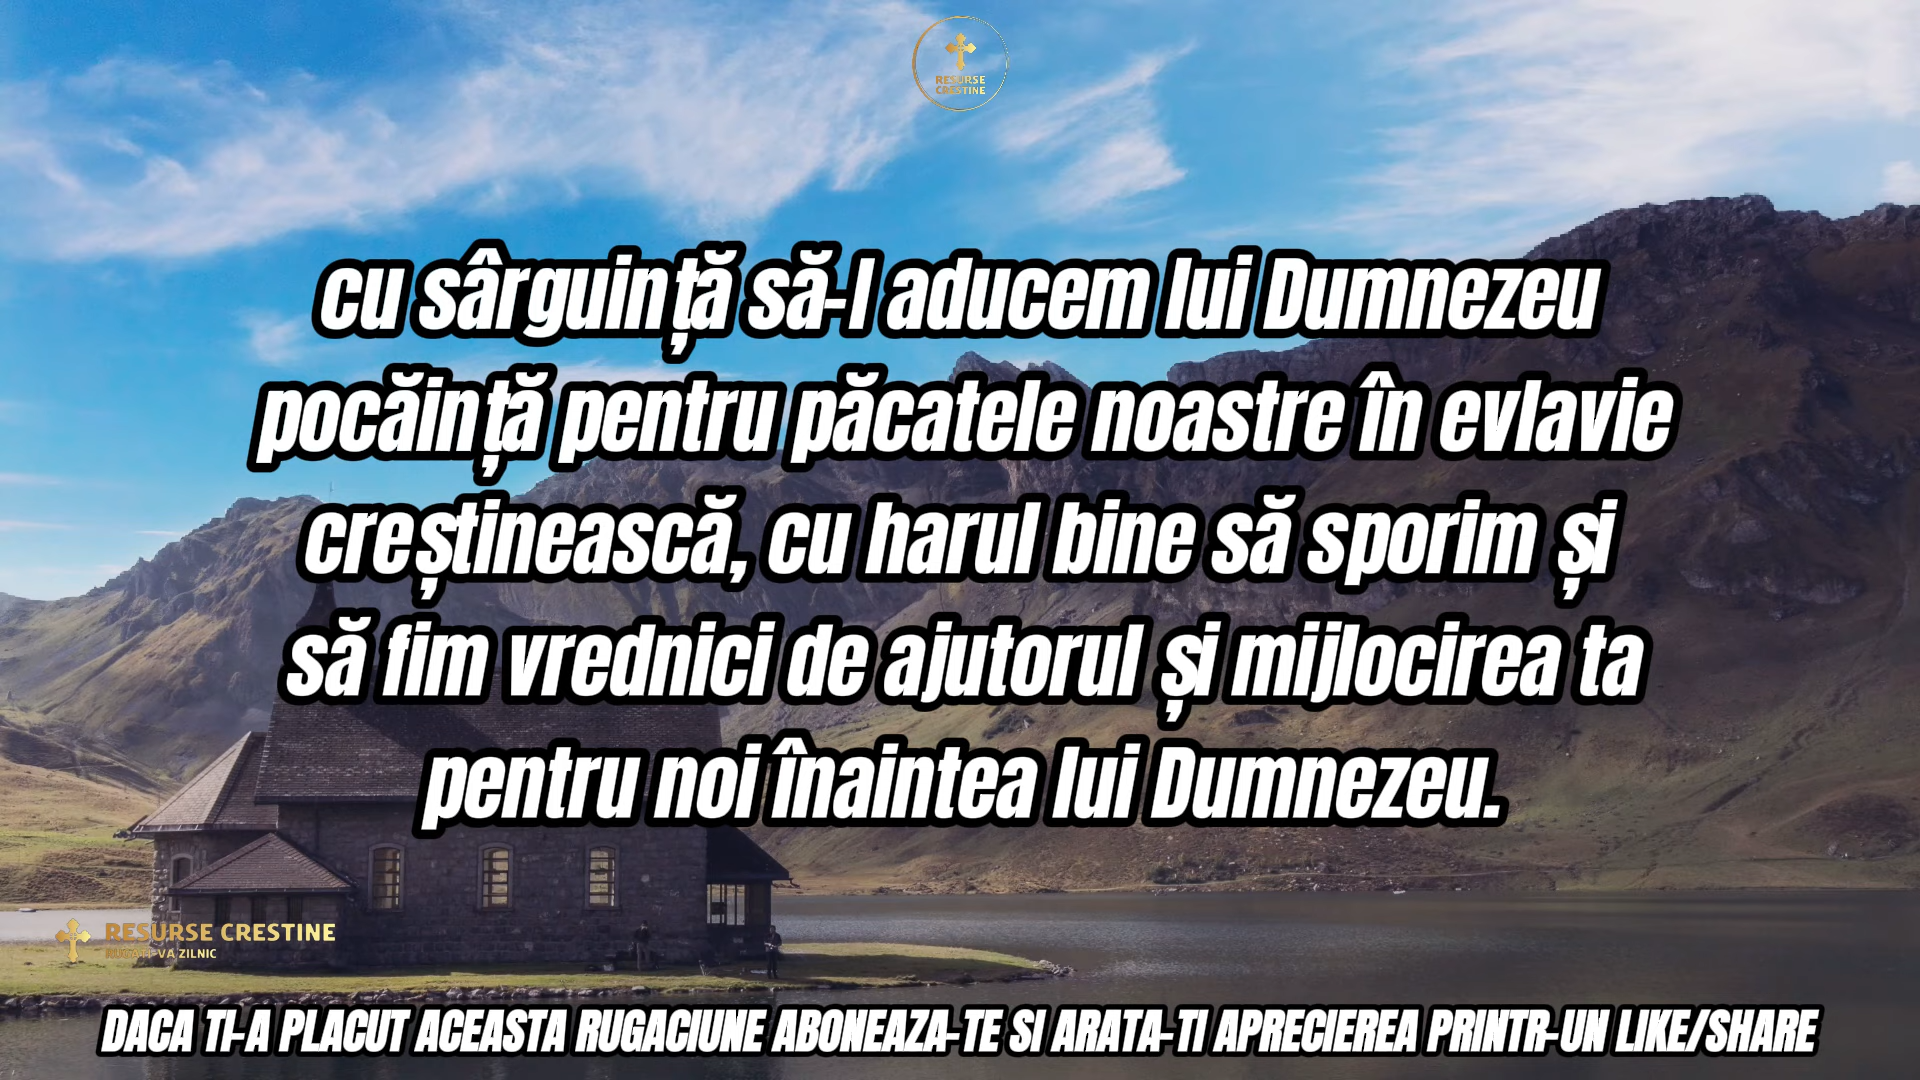 RESURSE
CRESTINE
cu sârguință să-I aducem lui Dumnezeu
pocăință pentru păcatele noastre în evlavie
creștinească, cu harul bine să sporim și
să fim vrednici de ajutorul și mijlocirea ta
pentru noi înaintea lui Dumnezeu.
RESURSE CRESTINE
RUGATI-VA ZILNIC
DACA TI-A PLACUT ACEASTA RUGACIUNE ABONEAZA-TE SI ARATA-TI APRECIEREA PRINTR-UN LIKE/SHARE